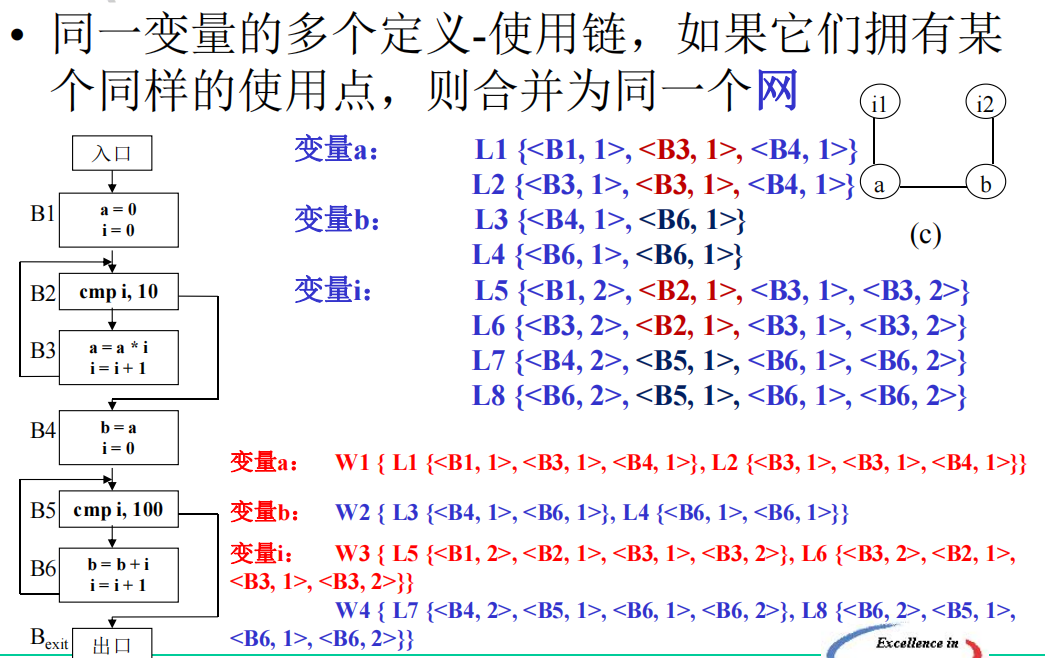 • 同一变量的多个定义-使用链，如果它们拥有某
个同样的使用点，则合并为同一个网
i1
i2
a
b
(c)
变量a： L1 {<B1, 1>, <B3, 1>, <B4, 1>}
L2 {<B3, 1>, <B3, 1>, <B4, 1>}
变量b： L3 {<B4, 1>, <B6, 1>}
L4 {<B6, 1>, <B6, 1>}
变量i： L5 {<B1, 2>, <B2, 1>, <B3, 1>, <B3, 2>}
L6 {<B3, 2>, <B2, 1>, <B3, 1>, <B3, 2>}
L7 {<B4, 2>, <B5, 1>, <B6, 1>, <B6, 2>}
L8 {<B6, 2>, <B5, 1>, <B6, 1>, <B6, 2>}
入口
B1
a = 0
i = 0
B2
cmp i, 10
B3
a = a * i
i = i + 1
B4
b = a
i = 0
B5
cmp i, 100
B6
b = b + i
i = i + 1
Bexit
出口
变量a： W1 { L1 {<B1, 1>, <B3, 1>, <B4, 1>}, L2 {<B3, 1>, <B3, 1>, <B4, 1>}}
变量b： W2 { L3 {<B4, 1>, <B6, 1>}, L4 {<B6, 1>, <B6, 1>}}
变量i： W3 { L5 {<B1, 2>, <B2, 1>, <B3, 1>, <B3, 2>}, L6 {<B3, 2>, <B2, 1>,
<B3, 1>, <B3, 2>}}
W4 { L7 {<B4, 2>, <B5, 1>, <B6, 1>, <B6, 2>}, L8 {<B6, 2>, <B5, 1>,
<B6, 1>, <B6, 2>}}
Excellence in